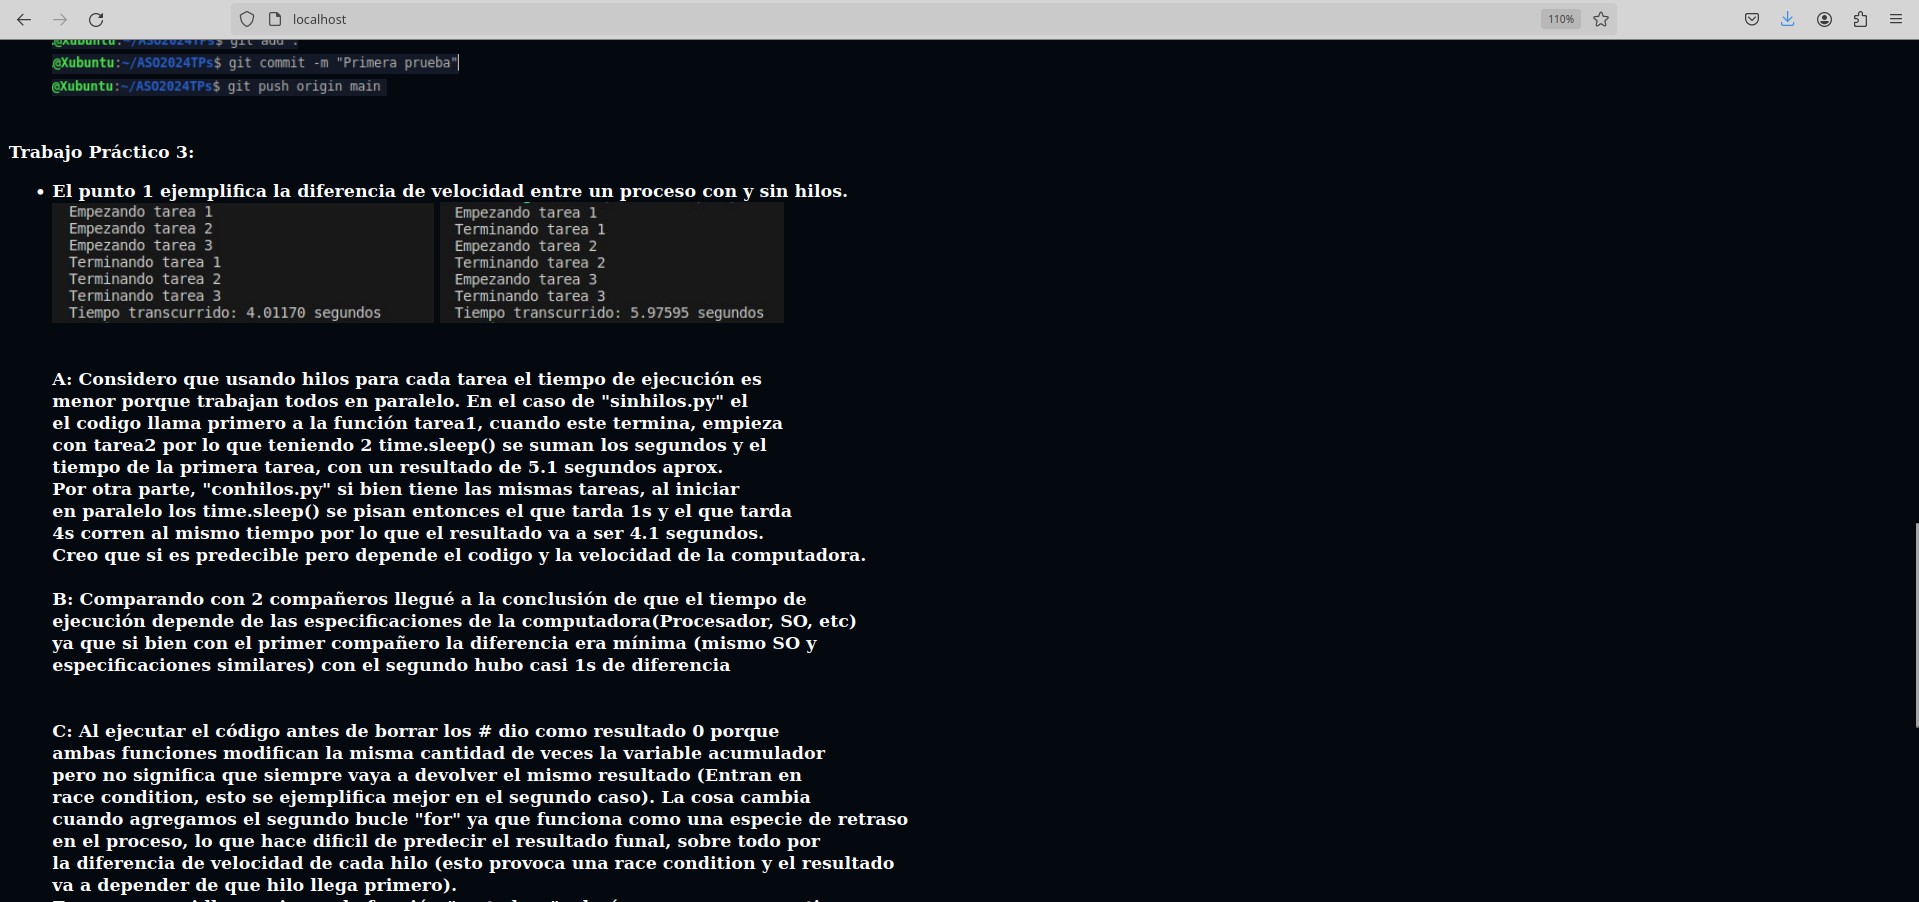 localhost
110%
@Xubuntu:~/ASO2024TPs$ git add .
@Xubuntu:~/ASO2024TPs$ git commit -m "Primera prueba"
@Xubuntu:~/ASO2024TPs$ git push origin main
Trabajo Práctico 3:
• El punto 1 ejemplifica la diferencia de velocidad entre un proceso con y sin hilos.
Empezando tarea 1
Empezando tarea 2
Empezando tarea 3
Terminando tarea 1
Terminando tarea 2
Terminando tarea 3
Tiempo transcurrido: 4.01170 segundos
Empezando tarea 1
Terminando tarea 1
Empezando tarea 2
Terminando tarea 2
Empezando tarea 3
Terminando tarea 3
Tiempo transcurrido: 5.97595 segundos
A: Considero que usando hilos para cada tarea el tiempo de ejecución es
menor porque trabajan todos en paralelo. En el caso de "sinhilos.py" el
el codigo llama primero a la función tarea1, cuando este termina, empieza
con tarea2 por lo que teniendo 2 time.sleep() se suman los segundos y el
tiempo de la primera tarea, con un resultado de 5.1 segundos aprox.
Por otra parte, "conhilos.py" si bien tiene las mismas tareas, al iniciar
en paralelo los time.sleep() se pisan entonces el que tarda 1s y el que tarda
4s corren al mismo tiempo por lo que el resultado va a ser 4.1 segundos.
Creo que si es predecible pero depende el codigo y la velocidad de la computadora.
B: Comparando con 2 compañeros llegué a la conclusión de que el tiempo de
ejecución depende de las especificaciones de la computadora(Procesador, SO, etc)
ya que si bien con el primer compañero la diferencia era mínima (mismo SO y
especificaciones similares) con el segundo hubo casi 1s de diferencia
C: Al ejecutar el código antes de borrar los # dio como resultado 0 porque
ambas funciones modifican la misma cantidad de veces la variable acumulador
pero no significa que siempre vaya a devolver el mismo resultado (Entran en
race condition, esto se ejemplifica mejor en el segundo caso). La cosa cambia
cuando agregamos el segundo bucle "for" ya que funciona como una especie de retraso
en el proceso, lo que hace dificil de predecir el resultado funal, sobre todo por
la diferencia de velocidad de cada hilo (esto provoca una race condition y el resultado
va a depender de que hilo llega primero).